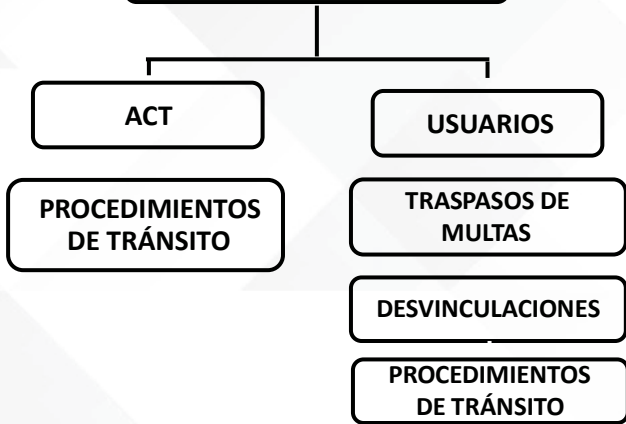 ACT
USUARIOS
PROCEDIMIENTOS
DE TRÁNSITO
TRASPASOS DE
MULTAS
DESVINCULACIONES
PROCEDIMIENTOS
DE TRÁNSITO